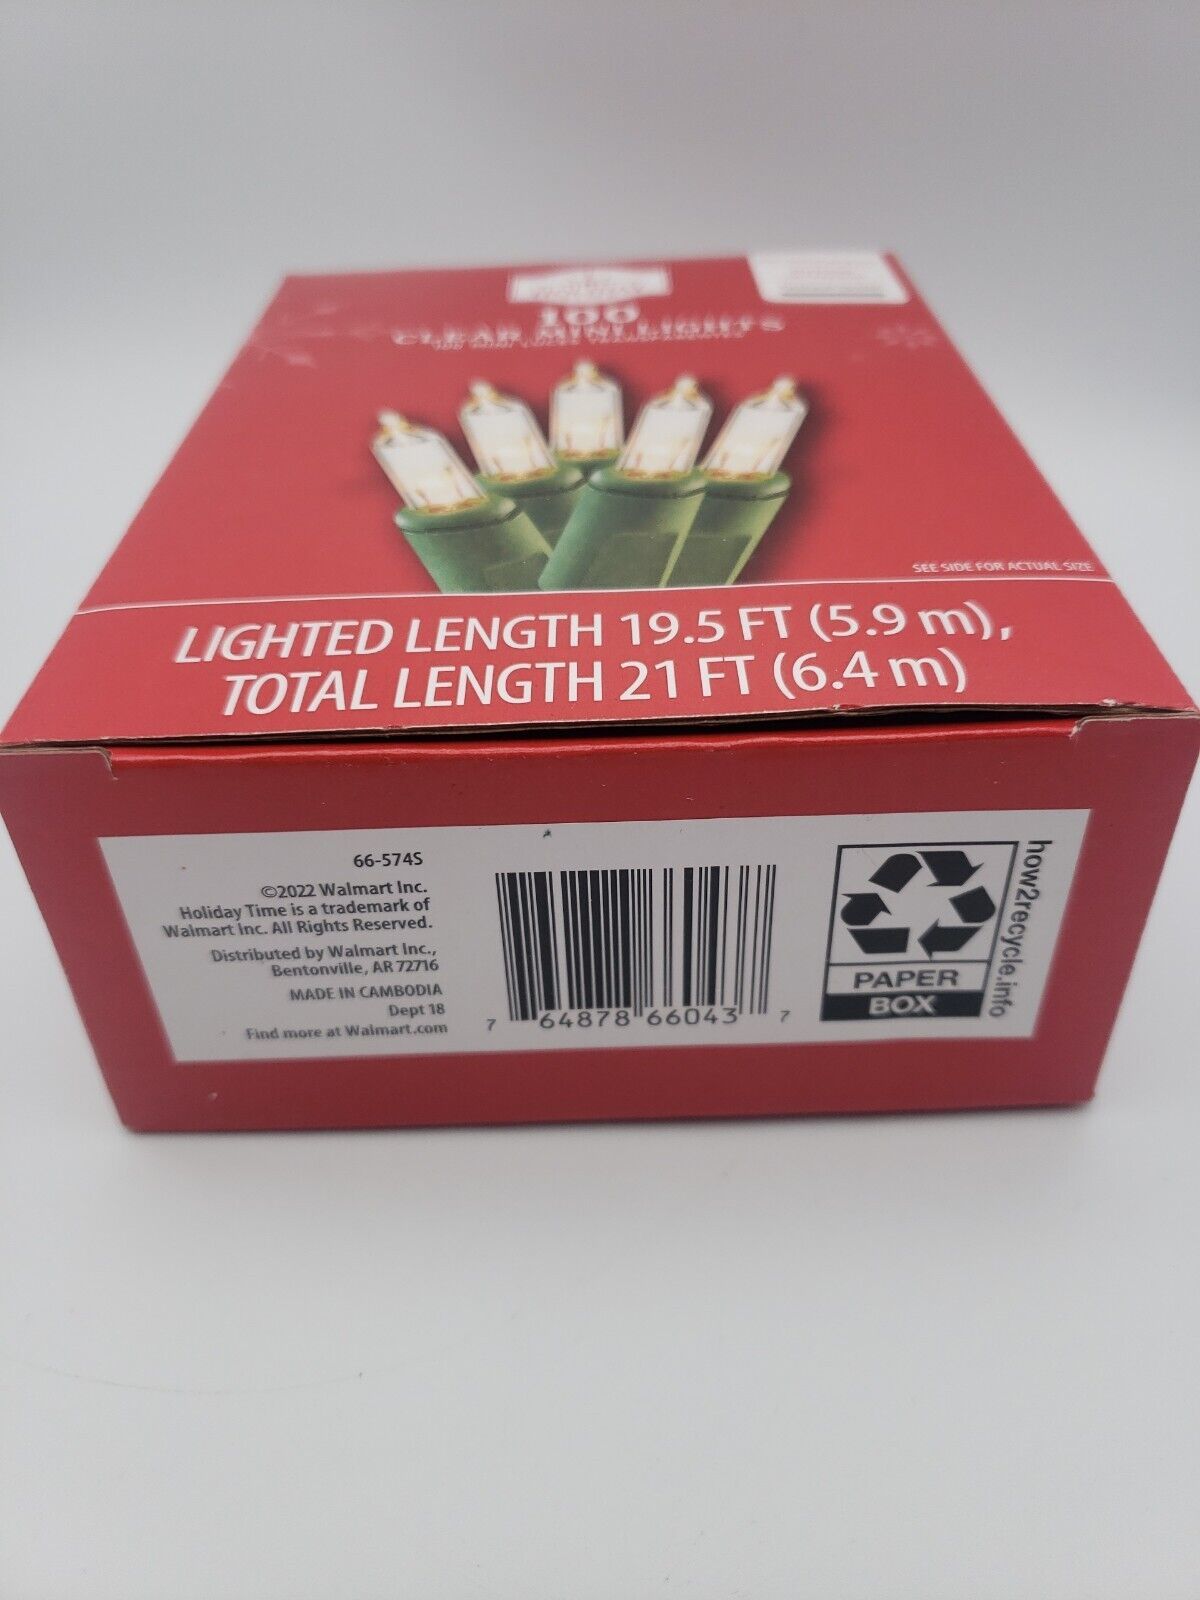 100
CLEAR MINI LIGHTS
SEE SIDE FOR ACTUAL SIZE
LIGHTED LENGTH 19.5 FT (5.9 m),
TOTAL LENGTH 21 FT (6.4 m)
66-574S
©2022 Walmart Inc.
Holiday Time is a trademark of
Walmart Inc. All Rights Reserved.
Distributed by Walmart Inc.,
Bentonville, AR 72716
MADE IN CAMBODIA
Dept 18
Find more at Walmart.com
7 64878 66043 7
PAPER
BOX
how2recycle.info